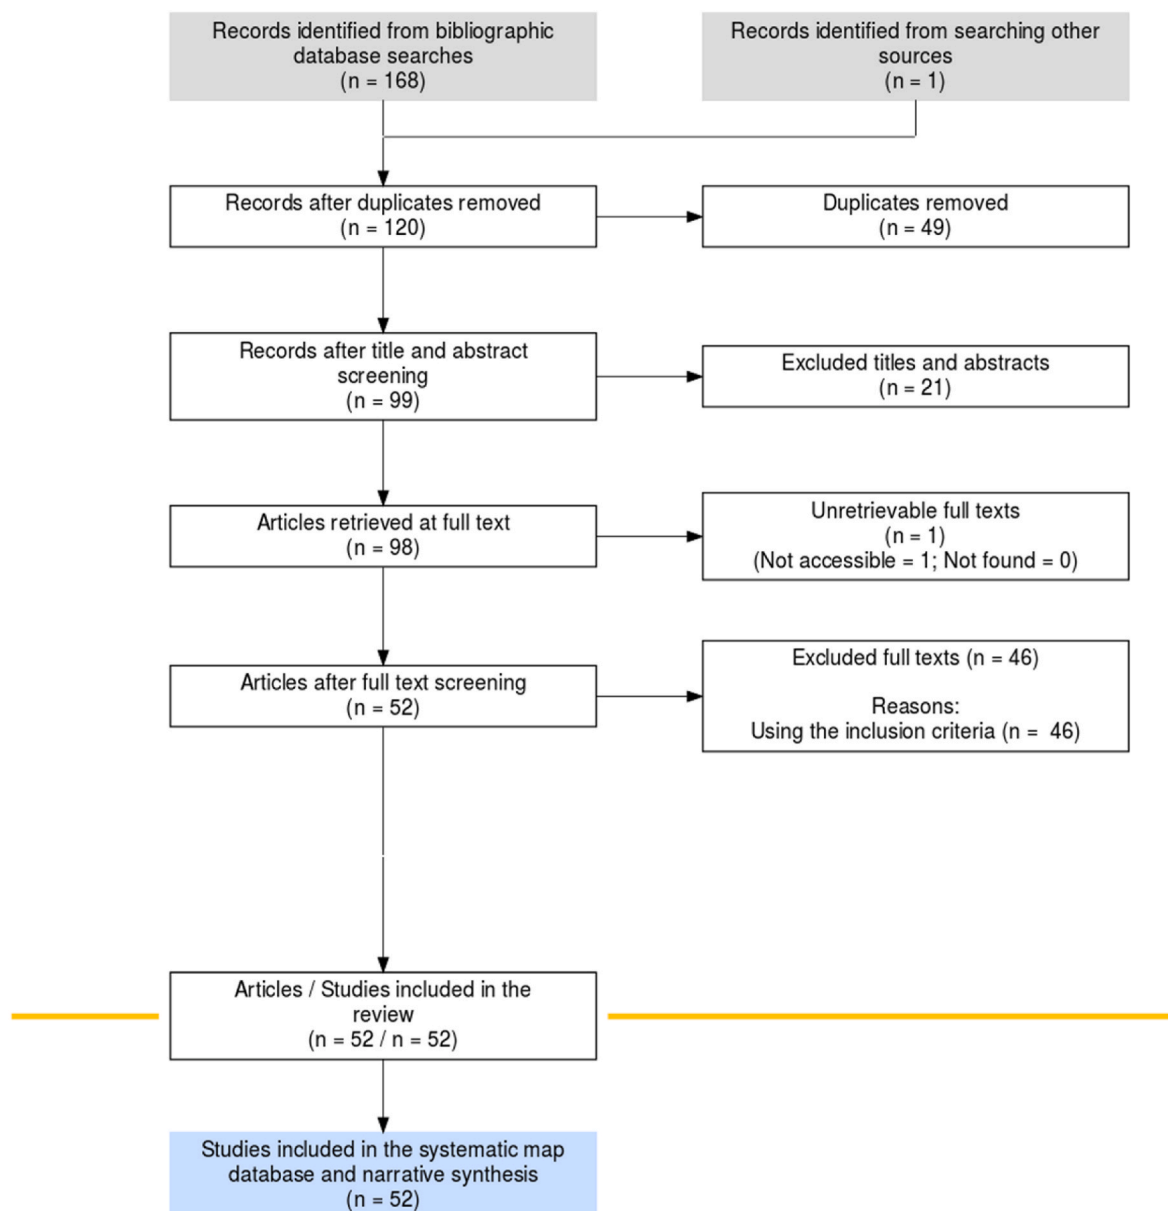 Records identified from bibliographic
database searches
(n = 168)
Records identified from searching other
sources
(n = 1)
Records after duplicates removed
(n = 120)
Duplicates removed
(n = 49)
Records after title and abstract
screening
(n = 99)
Excluded titles and abstracts
(n = 21)
Articles retrieved at full text
(n = 98)
Unretrievable full texts
(n = 1)
(Not accessible = 1; Not found = 0)
Articles after full text screening
(n = 52)
Excluded full texts (n = 46)
Reasons:
Using the inclusion criteria (n =  46)
Articles / Studies included in the
review
(n = 52 / n = 52)
Studies included in the systematic map
database and narrative synthesis
(n = 52)